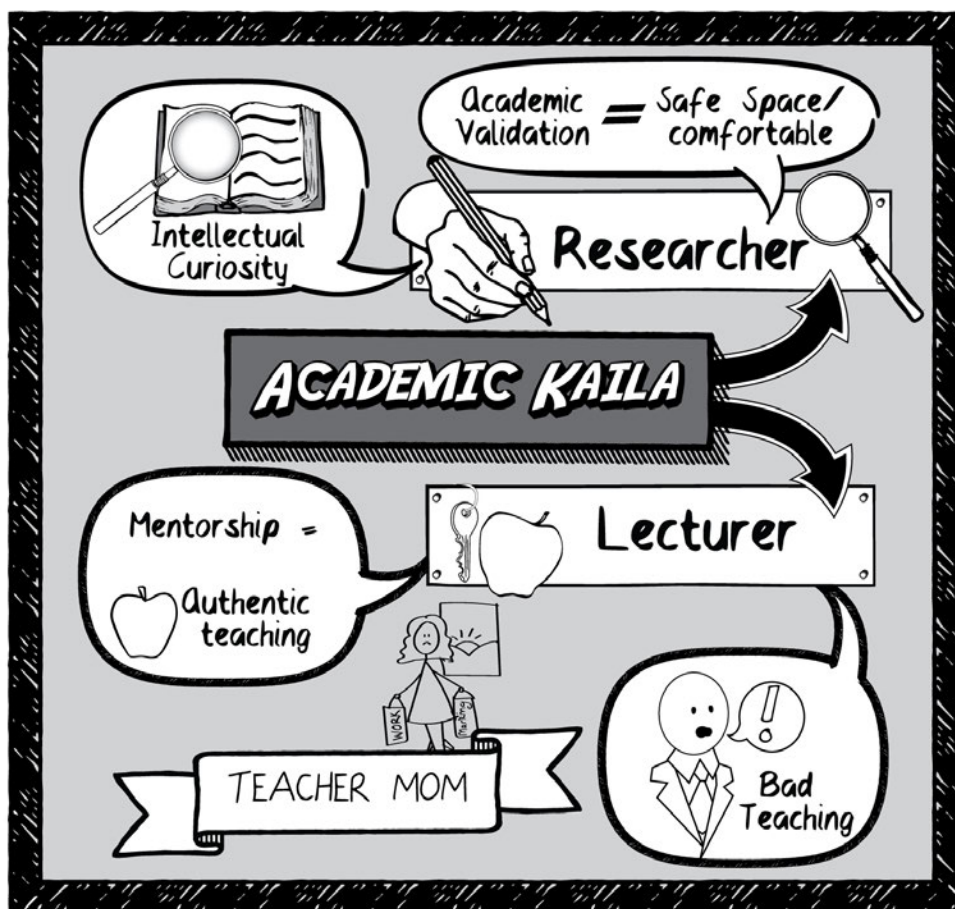 Academic
Validation = Safe Space/
comfortable
Intellectual
Curiosity
Researcher
ACADEMIC KAILA
Lecturer
Mentorship =
Authentic
teaching
WORK
Marking
TEACHER MOM
!
Bad
Teaching